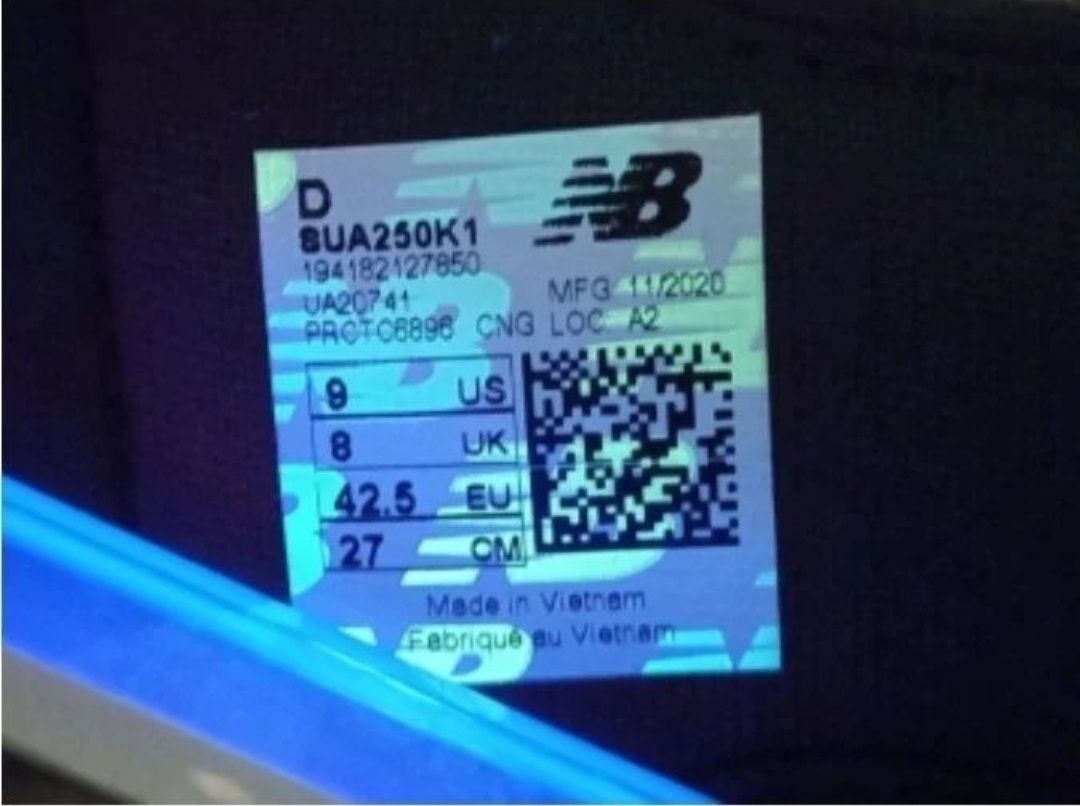 D
NB
SUA250K1
194182127850
UA20741
MFG 11/2020
PRCTC6896 CNG LOC A2
9 US
8 UK
42.5 EU
27 CM
Made in Vietnam
Fabriqué au Vietnam